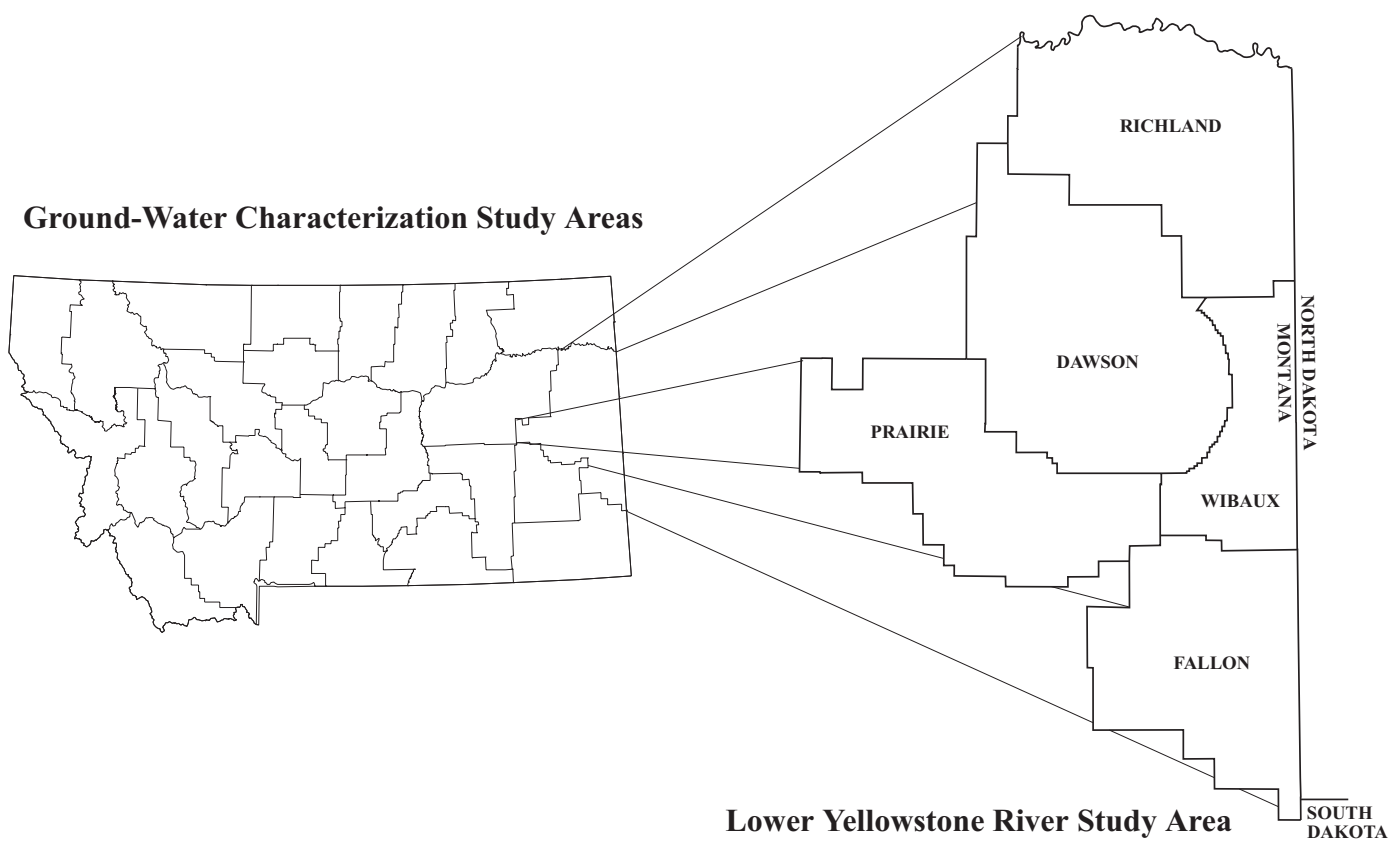 Ground-Water Characterization Study Areas
RICHLAND
DAWSON
PRAIRIE
WIBAUX
FALLON
MONTANA
NORTH DAKOTA
SOUTH
DAKOTA
Lower Yellowstone River Study Area